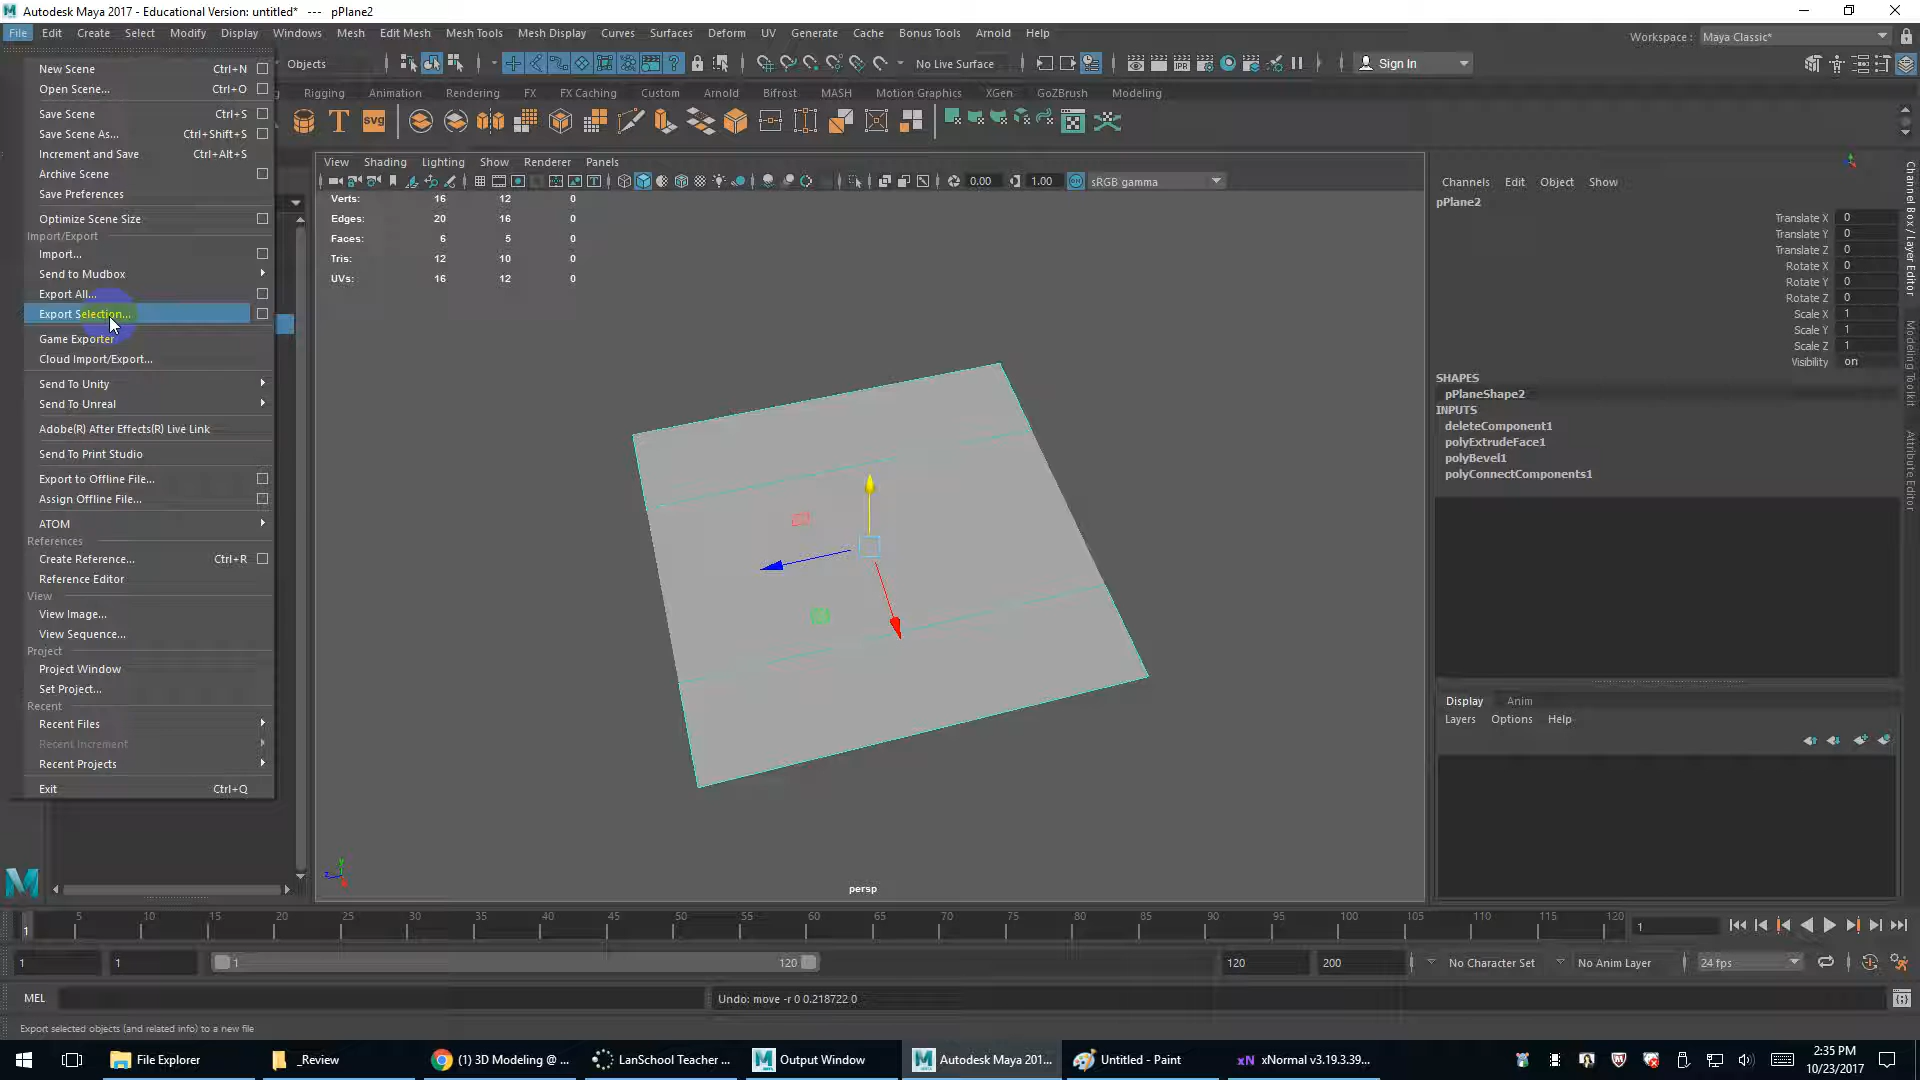 Autodesk Maya 2017 - Educational Version: untitled* --- pPlane2
File Edit Create Select Modify Display Windows Mesh Edit Mesh Mesh Tools Mesh Display Curves Surfaces Deform UV Generate Cache Bonus Tools Arnold Help
Workspace : Maya Classic*
Objects
No Live Surface
Sign In
Rigging Animation Rendering FX FX Caching Custom Arnold Bifrost MASH Motion Graphics XGen GoZBrush Modeling
New Scene Ctrl+N
Open Scene... Ctrl+O
Save Scene Ctrl+S
Save Scene As... Ctrl+Shift+S
Increment and Save Ctrl+Alt+S
Archive Scene
Save Preferences
Optimize Scene Size
Import/Export
Import...
Send to Mudbox
Export All...
Export Selection...
Game Exporter
Cloud Import/Export...
Send To Unity
Send To Unreal
Adobe(R) After Effects(R) Live Link
Send To Print Studio
Export to Offline File...
Assign Offline File...
ATOM
References
Create Reference... Ctrl+R
Reference Editor
View
View Image...
View Sequence...
Project
Project Window
Set Project...
Recent
Recent Files
Recent Increment
Recent Projects
Exit Ctrl+Q
View Shading Lighting Show Renderer Panels
0.00 1.00 sRGB gamma
Verts: 16 12 0
Edges: 20 16 0
Faces: 6 5 0
Tris: 12 10 0
UVs: 16 12 0
persp
Channels Edit Object Show
pPlane2
Translate X 0
Translate Y 0
Translate Z 0
Rotate X 0
Rotate Y 0
Rotate Z 0
Scale X 1
Scale Y 1
Scale Z 1
Visibility on
SHAPES
pPlaneShape2
INPUTS
deleteComponent1
polyExtrudeFace1
polyBevel1
polyConnectComponents1
Channel Box / Layer Editor
Modeling Toolkit
Attribute Editor
Display Anim
Layers Options Help
5 10 15 20 25 30 35 40 45 50 55 60 65 70 75 80 85 90 95 100 105 110 115 120
1
1
1 1 1 120 120 200 No Character Set No Anim Layer 24 fps
MEL
Undo: move -r 0 0.218722 0
Export selected objects (and related info) to a new file
File Explorer
_Review
(1) 3D Modeling @ ...
LanSchool Teacher ...
Output Window
Autodesk Maya 201...
Untitled - Paint
xNormal v3.19.3.39...
2:35 PM
10/23/2017